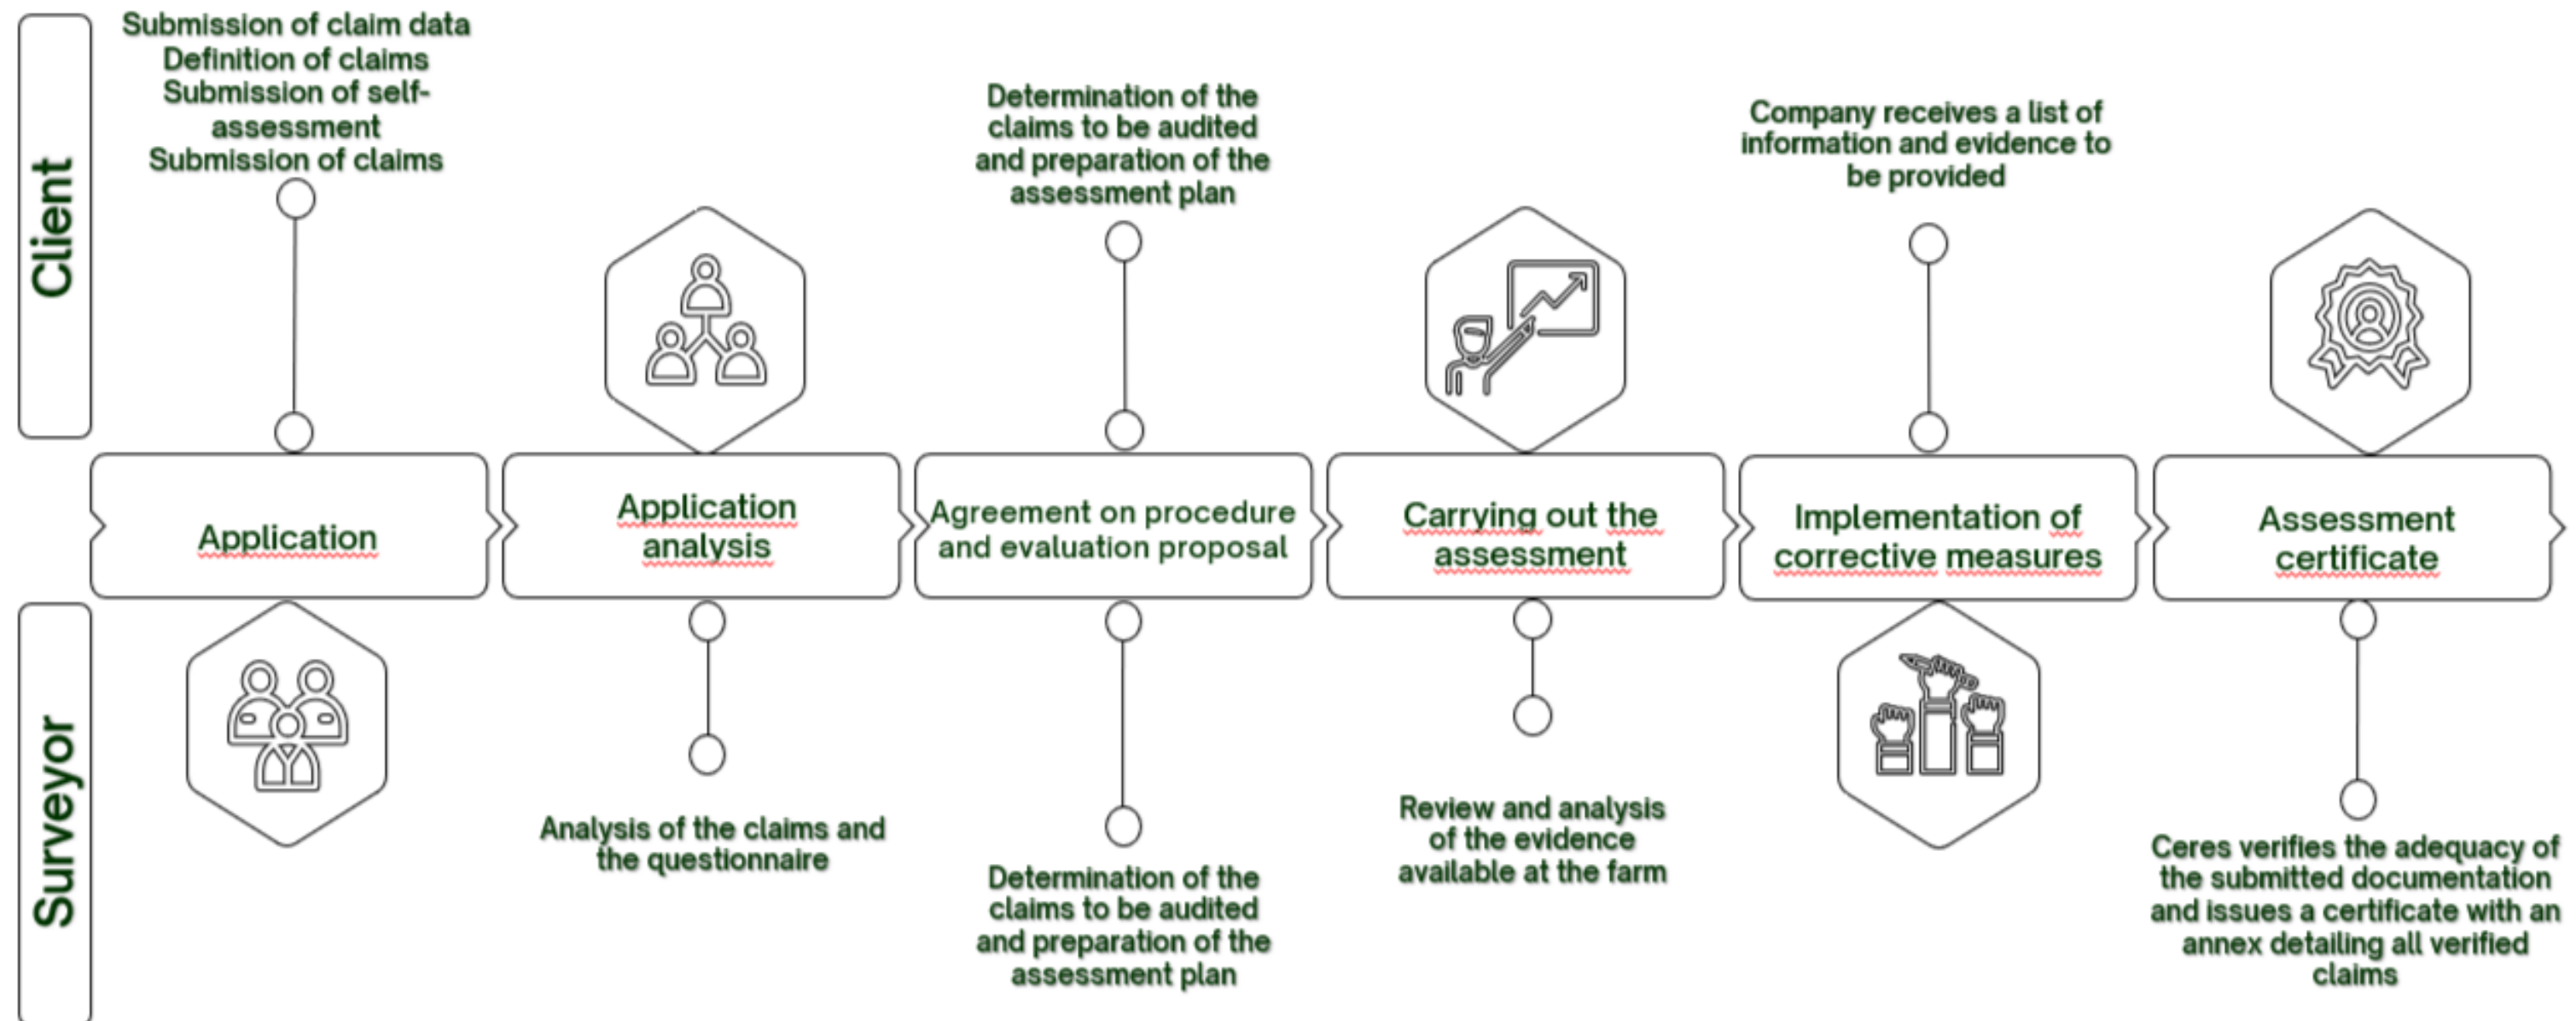 Client
Submission of claim data
Definition of claims
Submission of self-
assessment
Submission of claims
Determination of the
claims to be audited
and preparation of the
assessment plan
Company receives a list of
information and evidence to
be provided
Application
Application
analysis
Agreement on procedure
and evaluation proposal
Carrying out the
assessment
Implementation of
corrective measures
Assessment
certificate
Surveyor
Analysis of the claims and
the questionnaire
Determination of the
claims to be audited
and preparation of the
assessment plan
Review and analysis
of the evidence
available at the farm
Ceres verifies the adequacy of
the submitted documentation
and issues a certificate with an
annex detailing all verified
claims